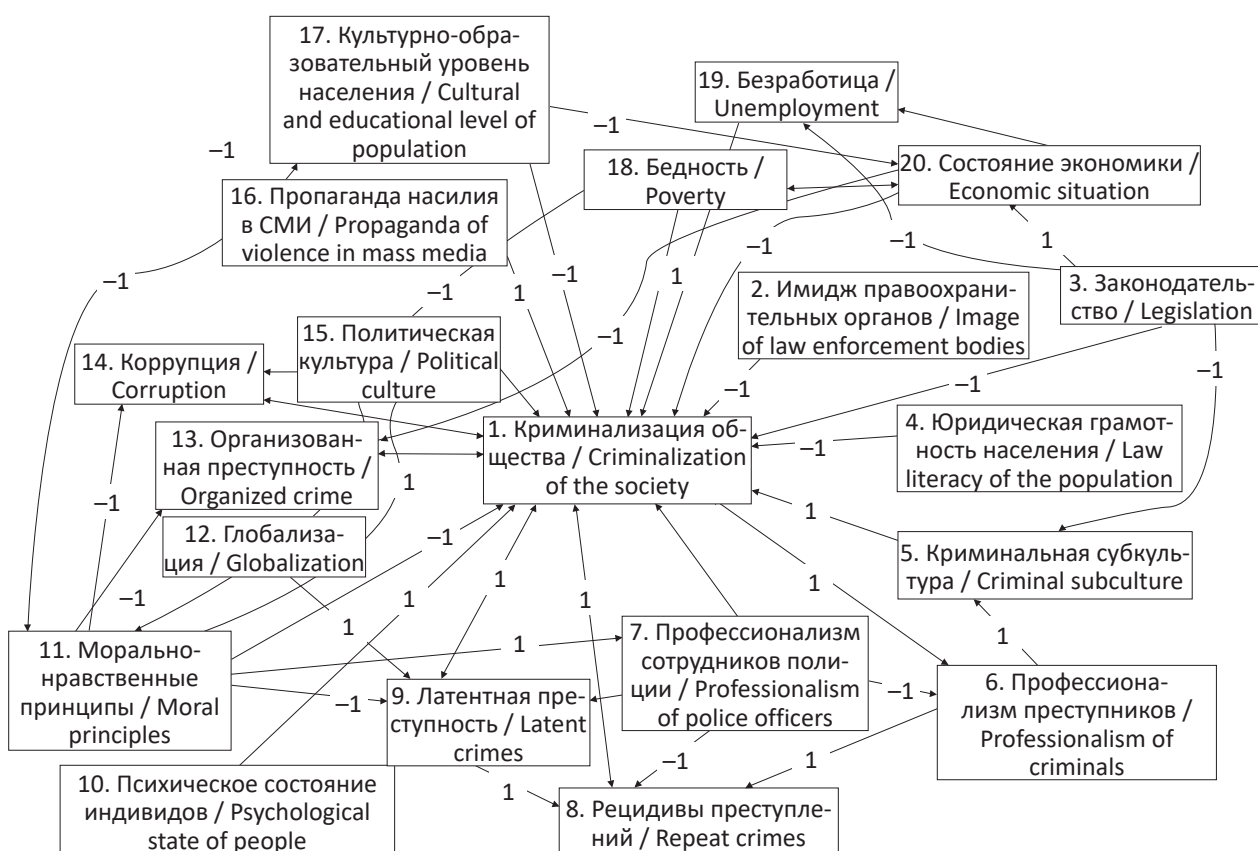 17. Культурно-обра-
зовательный уровень
населения / Cultural
and educational level of
population
19. Безработица /
Unemployment
–1
–1
20. Состояние экономики /
Economic situation
18. Бедность /
Poverty
16. Пропаганда насилия
в СМИ / Propaganda of
violence in mass media
–1
1
–1
–1
1
–1
1
–1
3. Законодатель-
ство / Legislation
2. Имидж правоохрани-
тельных органов / Image
of law enforcement bodies
15. Политическая
культура / Political
culture
–1
14. Коррупция /
Corruption
–1
–1
–1
–1
13. Организован-
ная преступность /
Organized crime
1
1. Криминализация об-
щества / Criminalization
of the society
–1
4. Юридическая грамот-
ность населения / Law
literacy of the population
12. Глобализа-
ция / Globalization
–1
1
5. Криминальная субкуль-
тура / Criminal subculture
–1
1
1
1
1
1
1
1
11. Морально-
нравственные
принципы / Moral
principles
1
7. Профессионализм
сотрудников поли-
ции / Professionalism
of police officers
–1
6. Профессиона-
лизм преступников /
Professionalism of
criminals
–1
9. Латентная пре-
ступность / Latent
crimes
–1
1
10. Психическое состояние
индивидов / Psychological
state of people
1
8. Рецидивы преступле-
ний / Repeat crimes